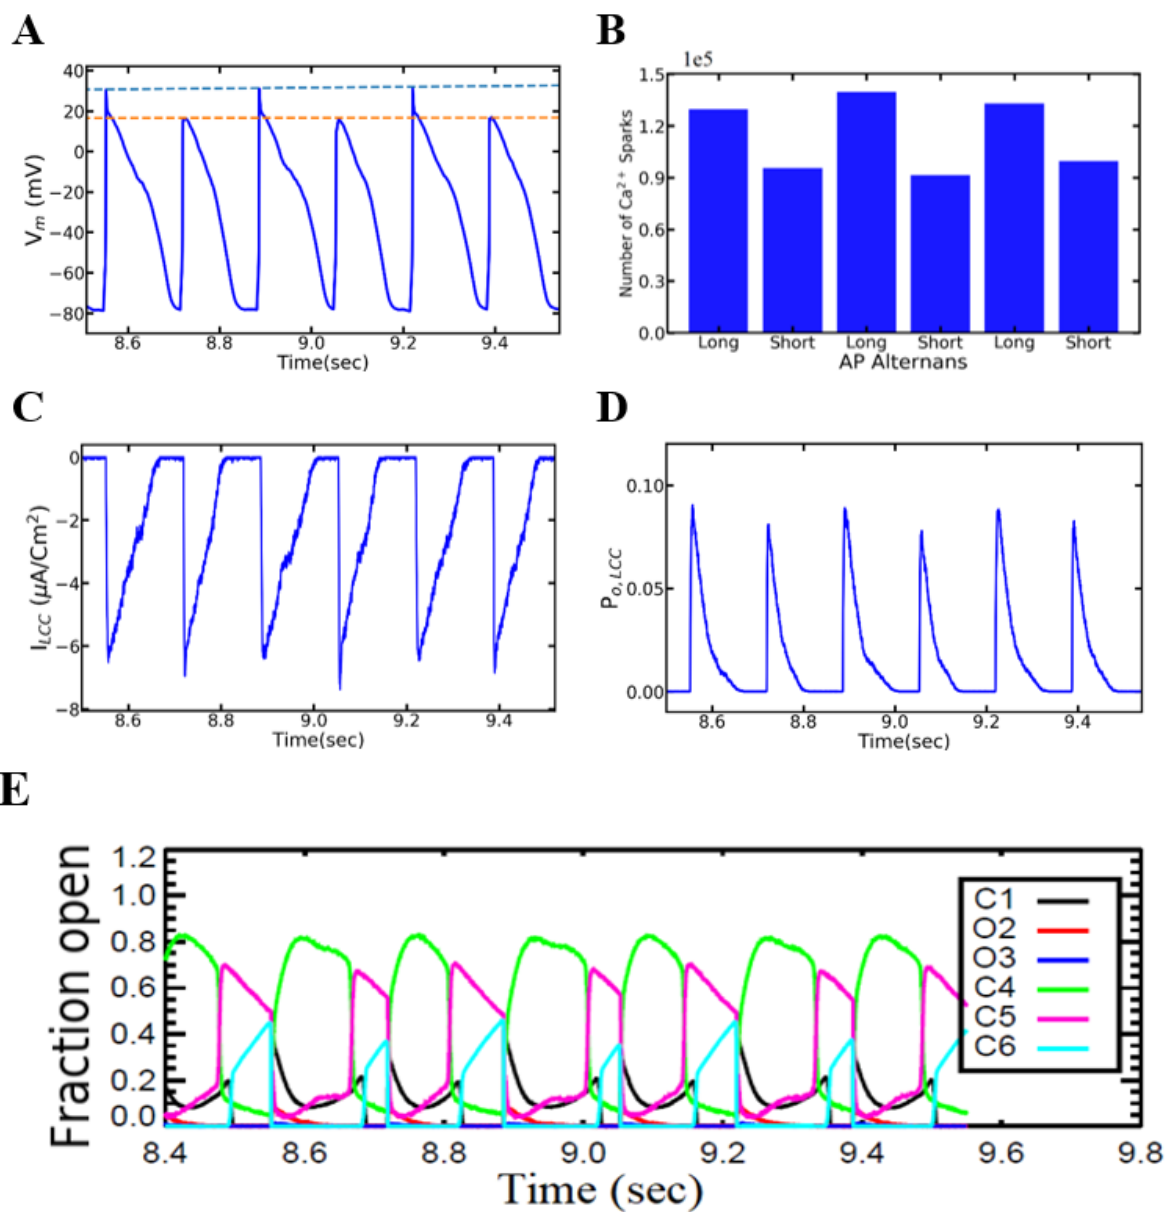 A
40
20
0
−20
−40
−60
−80
Vm (mV)
8.6 8.8 9.0 9.2 9.4
Time(sec)
B
1e5
1.5
1.2
0.9
0.6
0.3
0.0
Number of Ca2+ Sparks
Long Short Long Short Long Short
AP Alternans
C
0
−2
−4
−6
−8
ILCC (μA/Cm2)
8.6 8.8 9.0 9.2 9.4
Time(sec)
D
0.10
0.05
0.00
Po,LCC
8.6 8.8 9.0 9.2 9.4
Time(sec)
E
1.2
1.0
0.8
0.6
0.4
0.2
0.0
Fraction open
C1
O2
O3
C4
C5
C6
8.4 8.6 8.8 9.0 9.2 9.4 9.6 9.8
Time (sec)